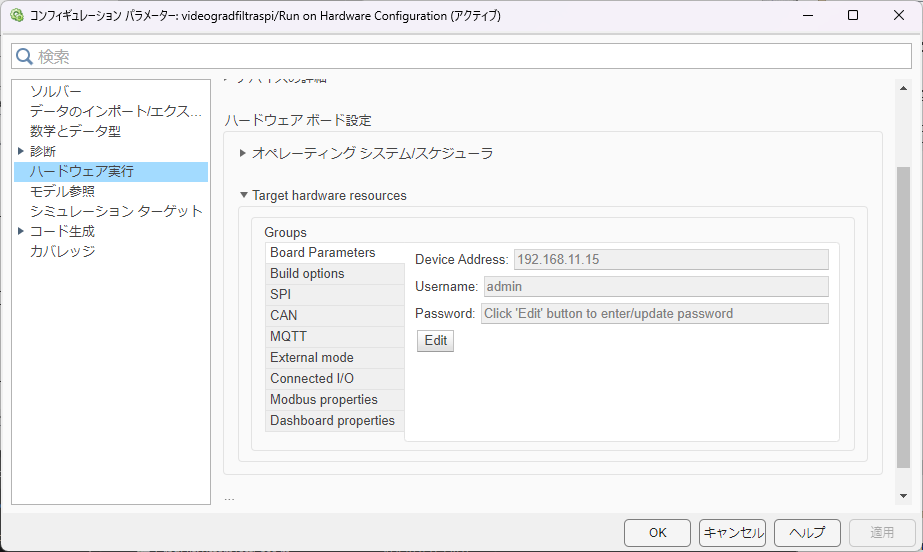 コンフィギュレーション パラメーター: videogradfiltraspi/Run on Hardware Configuration (アクティブ)
検索
ソルバー
データのインポート/エクス...
数学とデータ型
診断
ハードウェア実行
モデル参照
シミュレーション ターゲット
コード生成
カバレッジ
ハードウェア ボード設定
オペレーティング システム/スケジューラ
Target hardware resources
Groups
Board Parameters
Build options
SPI
CAN
MQTT
External mode
Connected I/O
Modbus properties
Dashboard properties
Device Address: 192.168.11.15
Username: admin
Password: Click 'Edit' button to enter/update password
Edit
...
OK
キャンセル
ヘルプ
適用